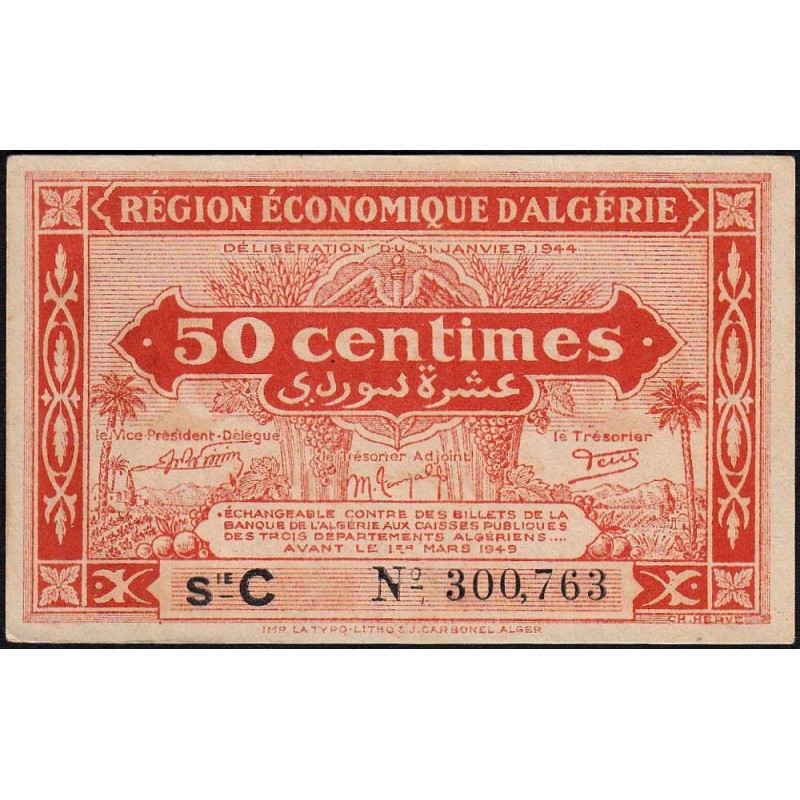 RÉGION ÉCONOMIQUE D'ALGÉRIE
DÉLIBÉRATION DU 31 JANVIER 1944
50 centimes
عشرة سوردي
le Vice-Président-Délégué
le Trésorier
le Trésorier Adjoint
ÉCHANGEABLE CONTRE DES BILLETS DE LA
BANQUE DE L'ALGÉRIE AUX CAISSES PUBLIQUES
DES TROIS DÉPARTEMENTS ALGÉRIENS....
AVANT LE 1ER MARS 1949
SIE C Nº 300,763
CH. HERVÉ
IMP. LA TYPO-LITHO & J. CARBONEL. ALGER